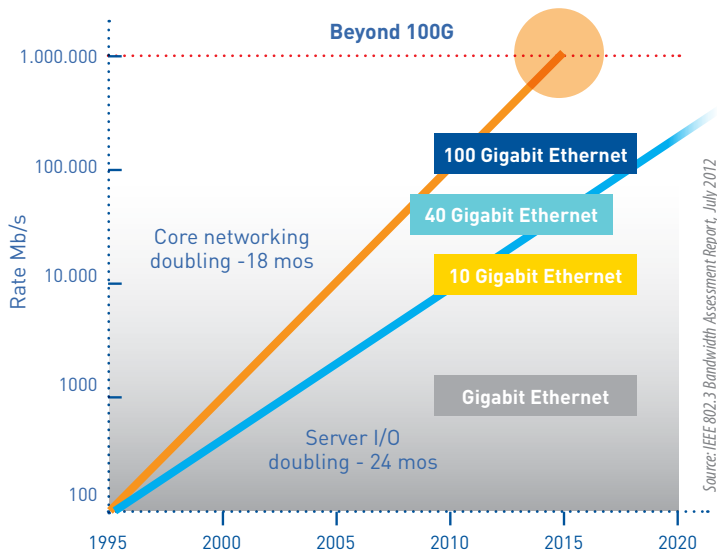 Beyond 100G
1.000.000
100.000
10.000
1000
100
Rate Mb/s
Core networking
doubling -18 mos
100 Gigabit Ethernet
40 Gigabit Ethernet
10 Gigabit Ethernet
Gigabit Ethernet
Server I/O
doubling - 24 mos
1995
2000
2005
2010
2015
2020
Source: IEEE 802.3 Bandwidth Assessment Report, July 2012